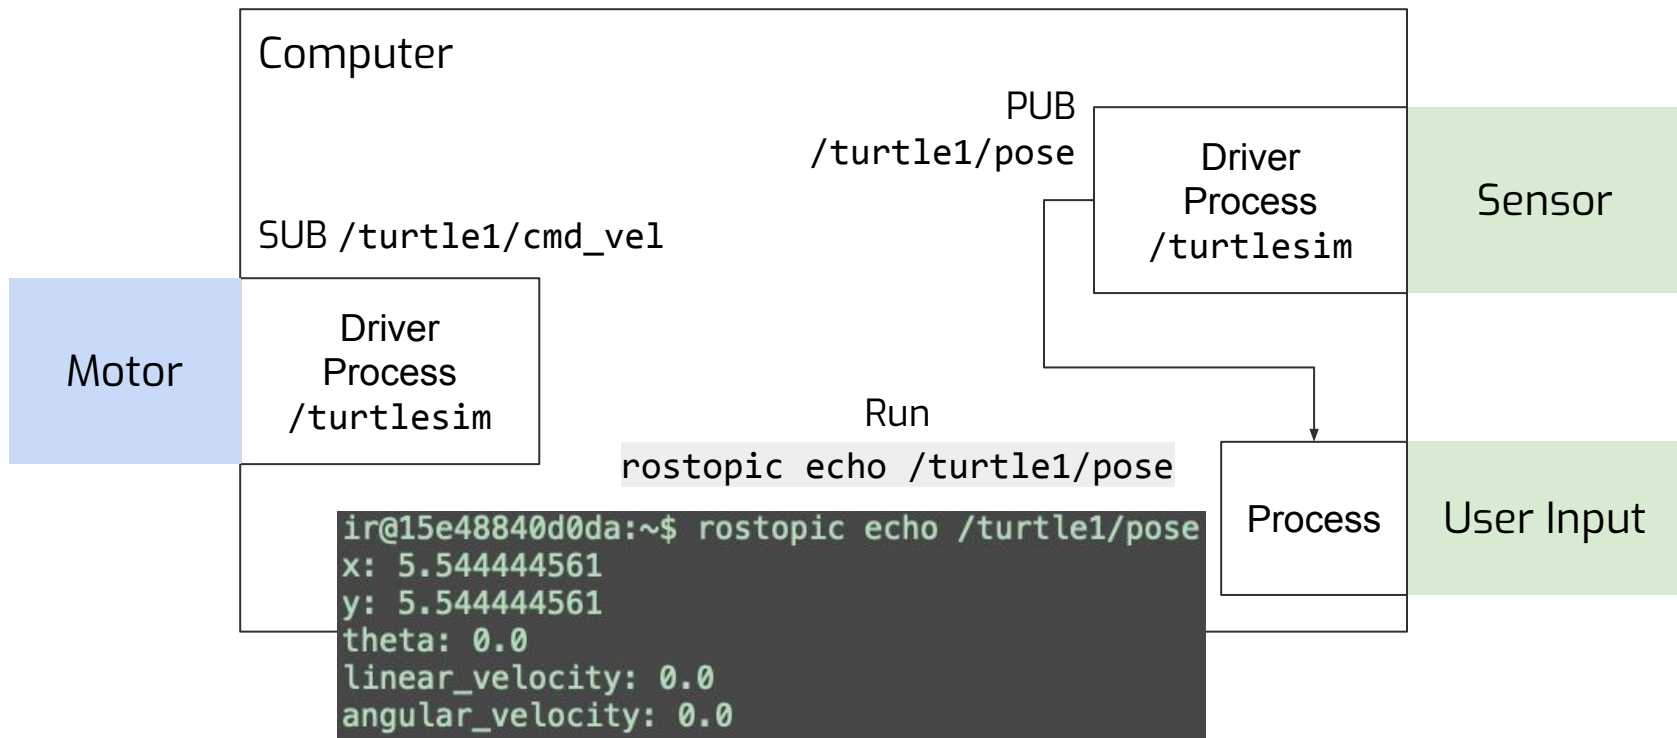 Computer
PUB
/turtle1/pose
Driver
Process
/turtlesim
Sensor
SUB /turtle1/cmd_vel
Motor
Driver
Process
/turtlesim
Run
rostopic echo /turtle1/pose
Process
User Input
ir@15e48840d0da:~$ rostopic echo /turtle1/pose
x: 5.544444561
y: 5.544444561
theta: 0.0
linear_velocity: 0.0
angular_velocity: 0.0